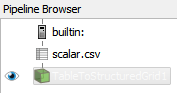 Pipeline Browser
builtin:
scalar.csv
TableToStructuredGrid1